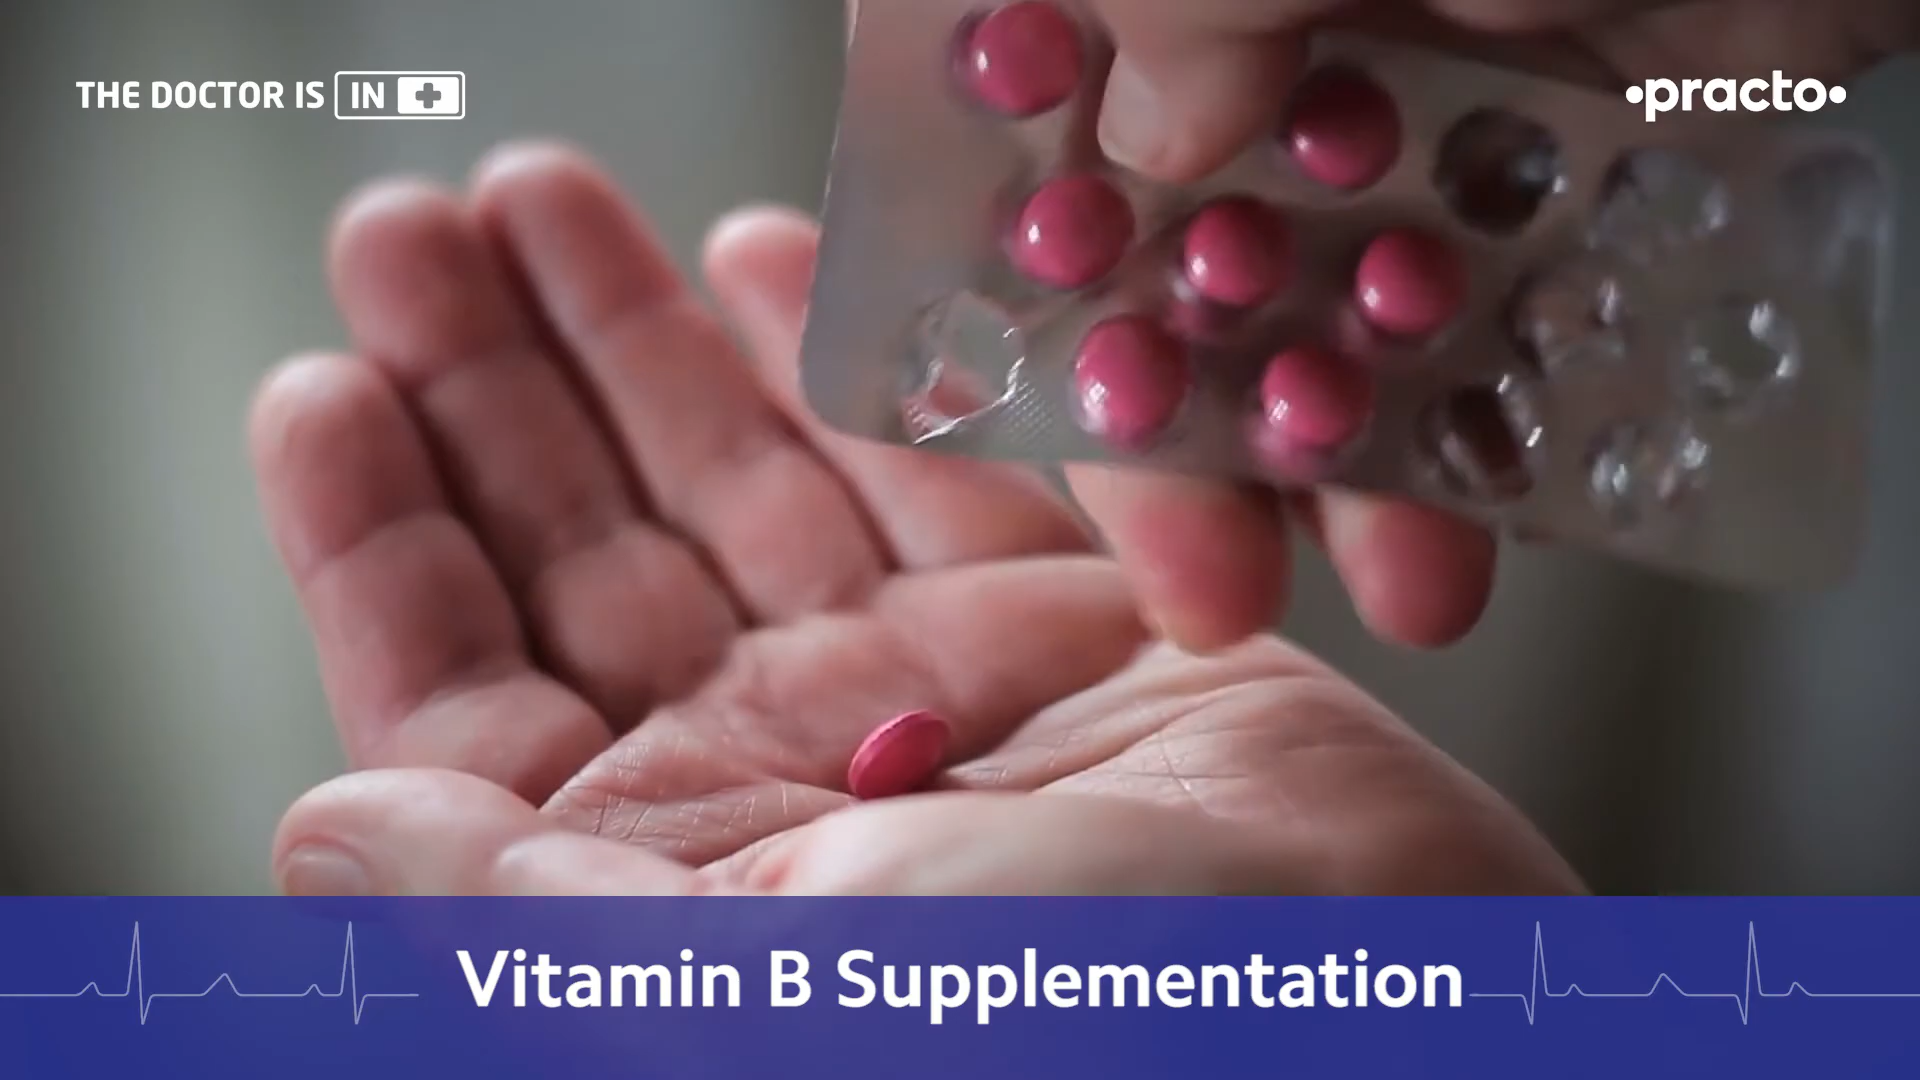 THE DOCTOR IS IN
•practo•
Vitamin B Supplementation